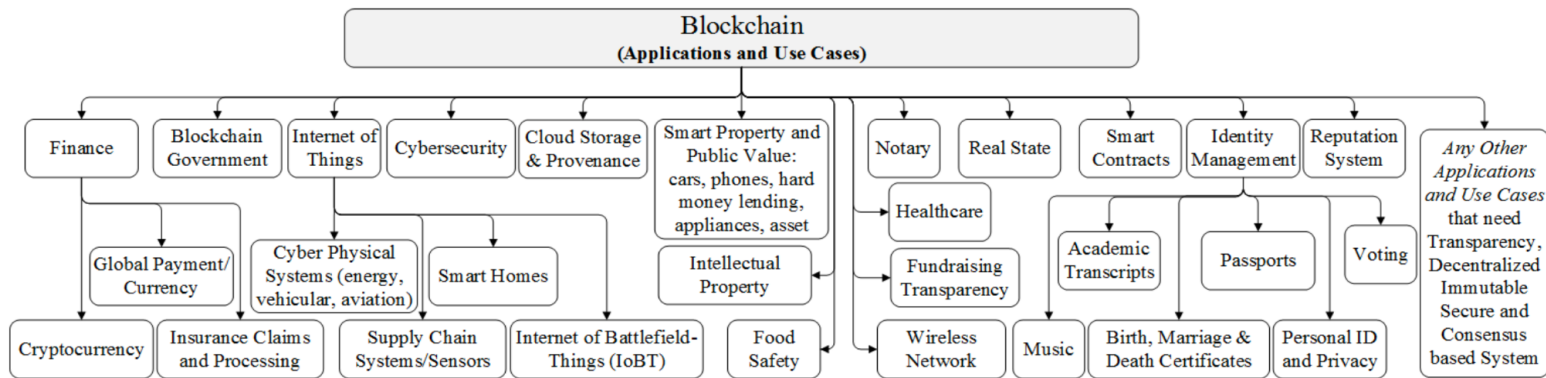 Blockchain
(Applications and Use Cases)
Finance
Blockchain
Government
Internet of
Things
Cybersecurity
Cloud Storage
& Provenance
Smart Property and
Public Value:
cars, phones, hard
money lending,
appliances, asset
Notary
Real State
Smart
Contracts
Identity
Management
Reputation
System
Any Other
Applications
and Use Cases
that need
Transparency,
Decentralized
Immutable
Secure and
Consensus
based System
Healthcare
Global Payment/
Currency
Cyber Physical
Systems (energy,
vehicular, aviation)
Smart Homes
Intellectual
Property
Fundraising
Transparency
Academic
Transcripts
Passports
Voting
Cryptocurrency
Insurance Claims
and Processing
Supply Chain
Systems/Sensors
Internet of Battlefield-
Things (IoBT)
Food
Safety
Wireless
Network
Music
Birth, Marriage &
Death Certificates
Personal ID
and Privacy